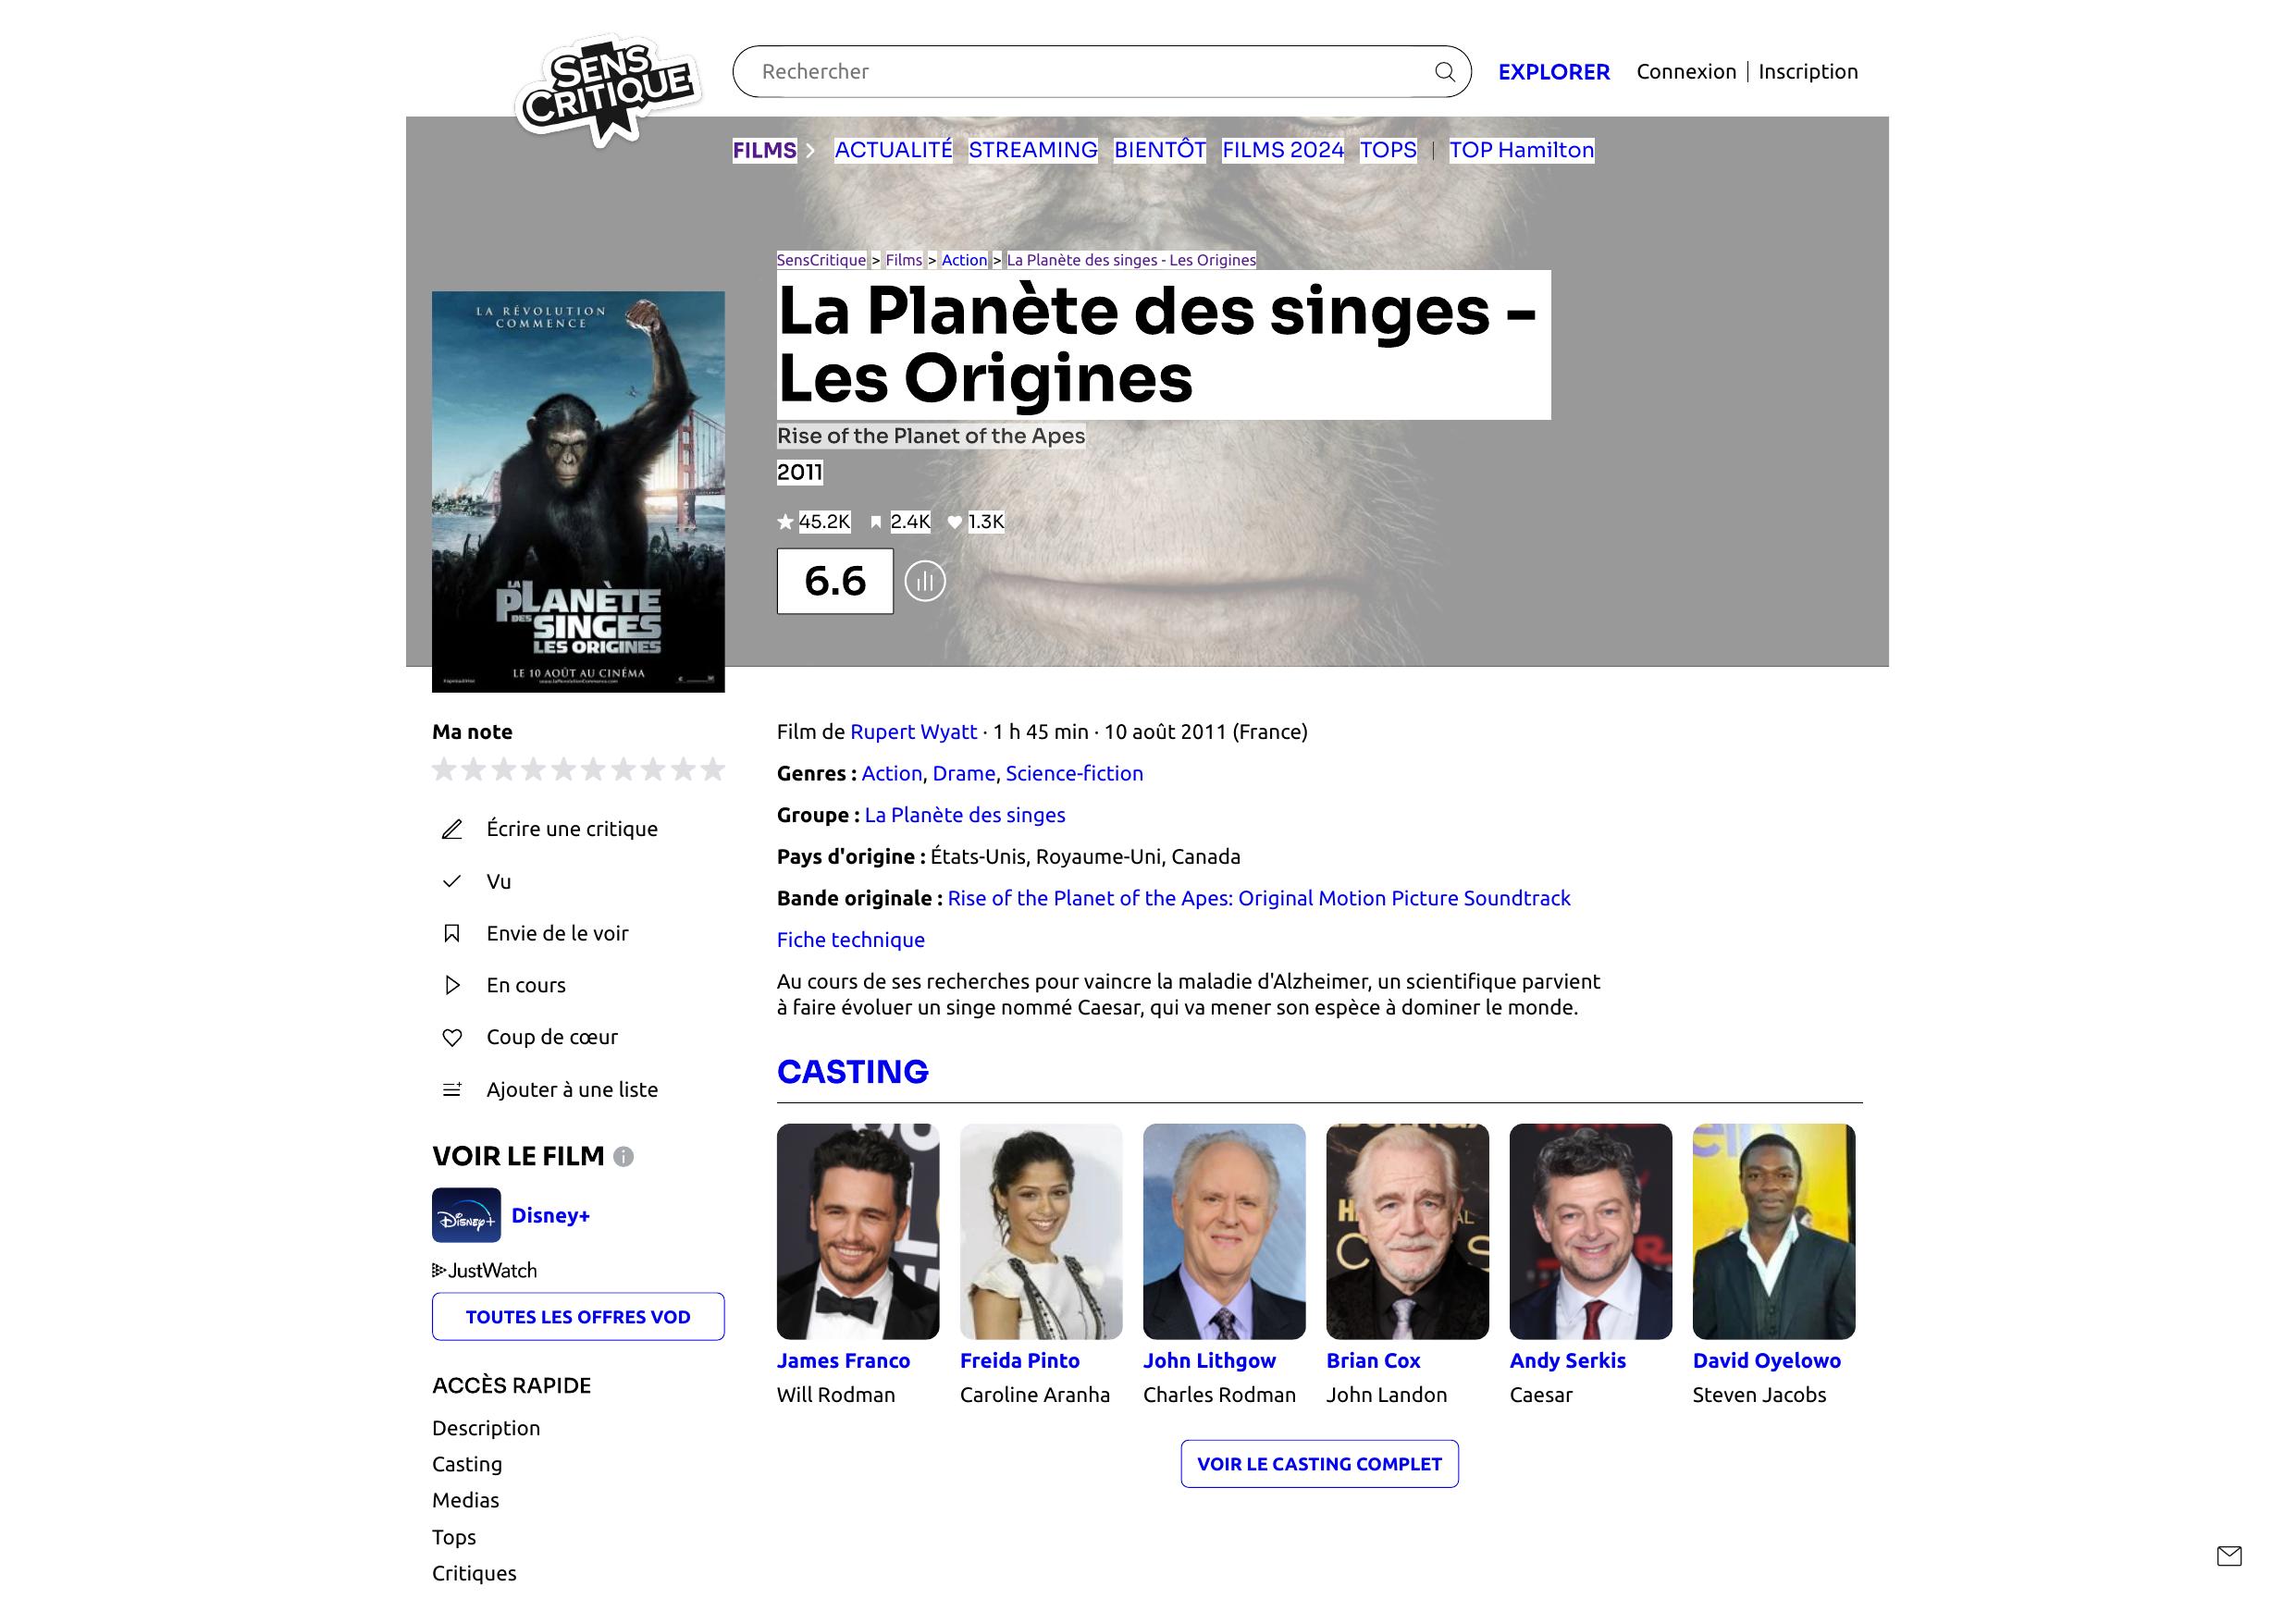 SENS
CRITIQUE
Rechercher
EXPLORER
Connexion | Inscription
FILMS
ACTUALITÉ
STREAMING
BIENTÔT
FILMS 2024
TOPS
|
TOP Hamilton
SensCritique > Films > Action > La Planète des singes - Les Origines
La Planète des singes -
Les Origines
Rise of the Planet of the Apes
2011
45.2K
2.4K
1.3K
6.6
LA RÉVOLUTION
COMMENCE
LA
PLANÈTE
DES SINGES
LES ORIGINES
LE 10 AOÛT AU CINÉMA
Ma note
Écrire une critique
Vu
Envie de le voir
En cours
Coup de cœur
Ajouter à une liste
VOIR LE FILM
Disney+
Disney+
JustWatch
TOUTES LES OFFRES VOD
ACCÈS RAPIDE
Description
Casting
Medias
Tops
Critiques
Film de Rupert Wyatt · 1 h 45 min · 10 août 2011 (France)
Genres : Action, Drame, Science-fiction
Groupe : La Planète des singes
Pays d'origine : États-Unis, Royaume-Uni, Canada
Bande originale : Rise of the Planet of the Apes: Original Motion Picture Soundtrack
Fiche technique
Au cours de ses recherches pour vaincre la maladie d'Alzheimer, un scientifique parvient
à faire évoluer un singe nommé Caesar, qui va mener son espèce à dominer le monde.
CASTING
James Franco
Will Rodman
Freida Pinto
Caroline Aranha
John Lithgow
Charles Rodman
Brian Cox
John Landon
Andy Serkis
Caesar
David Oyelowo
Steven Jacobs
VOIR LE CASTING COMPLET